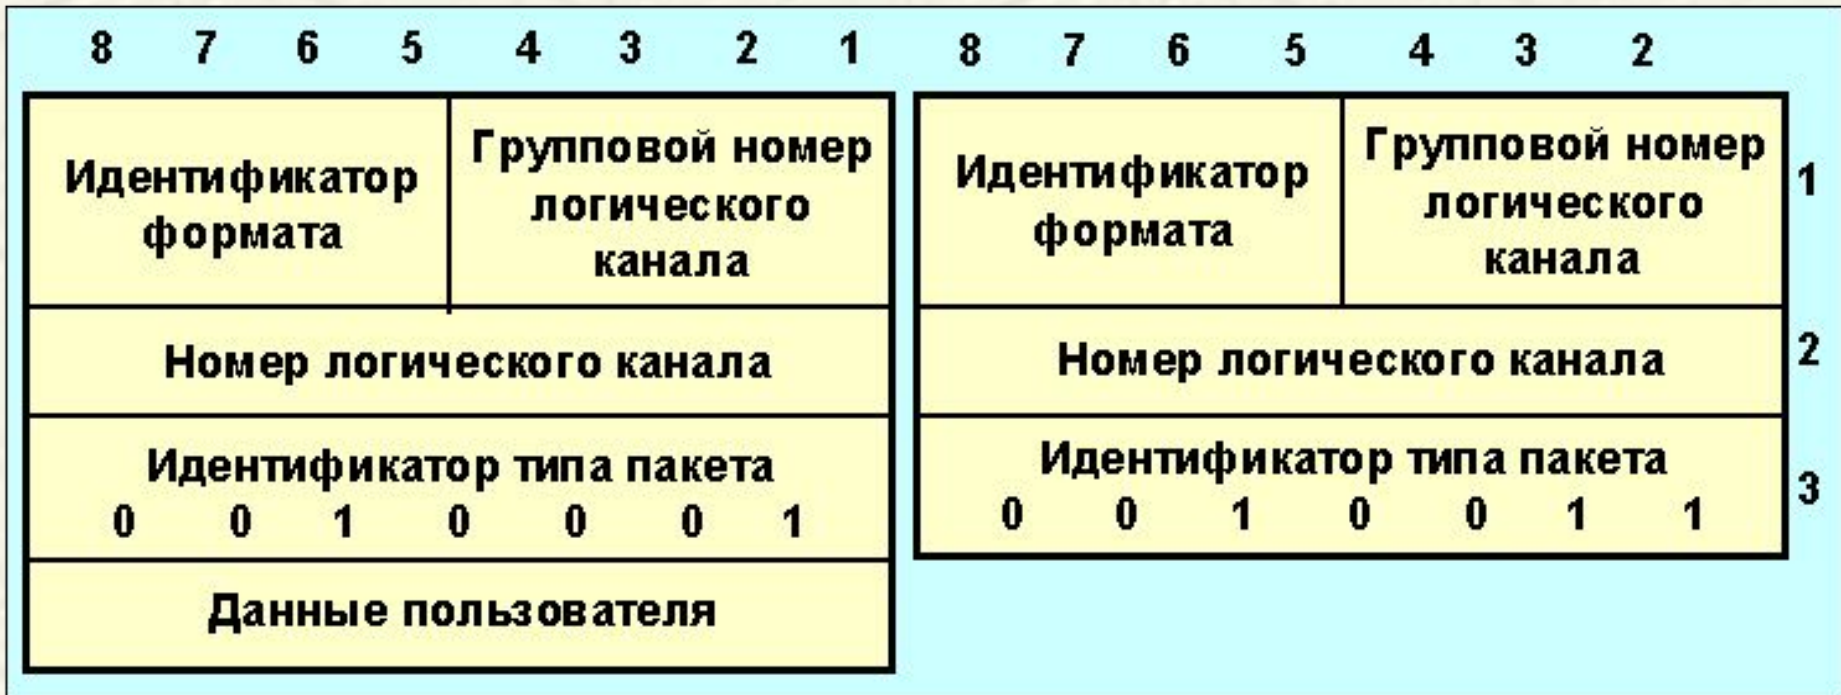 8 7 6 5 4 3 2 1
Идентификатор
формата
Групповой номер
логического
канала
Номер логического канала
Идентификатор типа пакета
0 0 1 0 0 0 1
Данные пользователя
8 7 6 5 4 3 2
Идентификатор
формата
Групповой номер
логического
канала
1
Номер логического канала
2
Идентификатор типа пакета
0 0 1 0 0 1 1
3